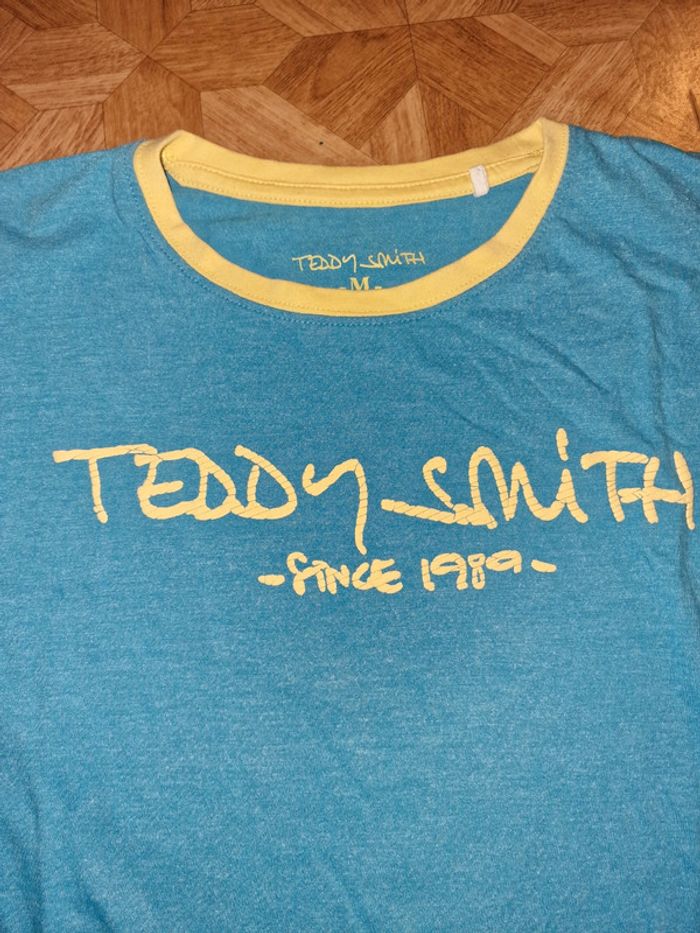 TEDDY SMiTH
-M-
TEDDY SMiTH
-SiNCE 1989-